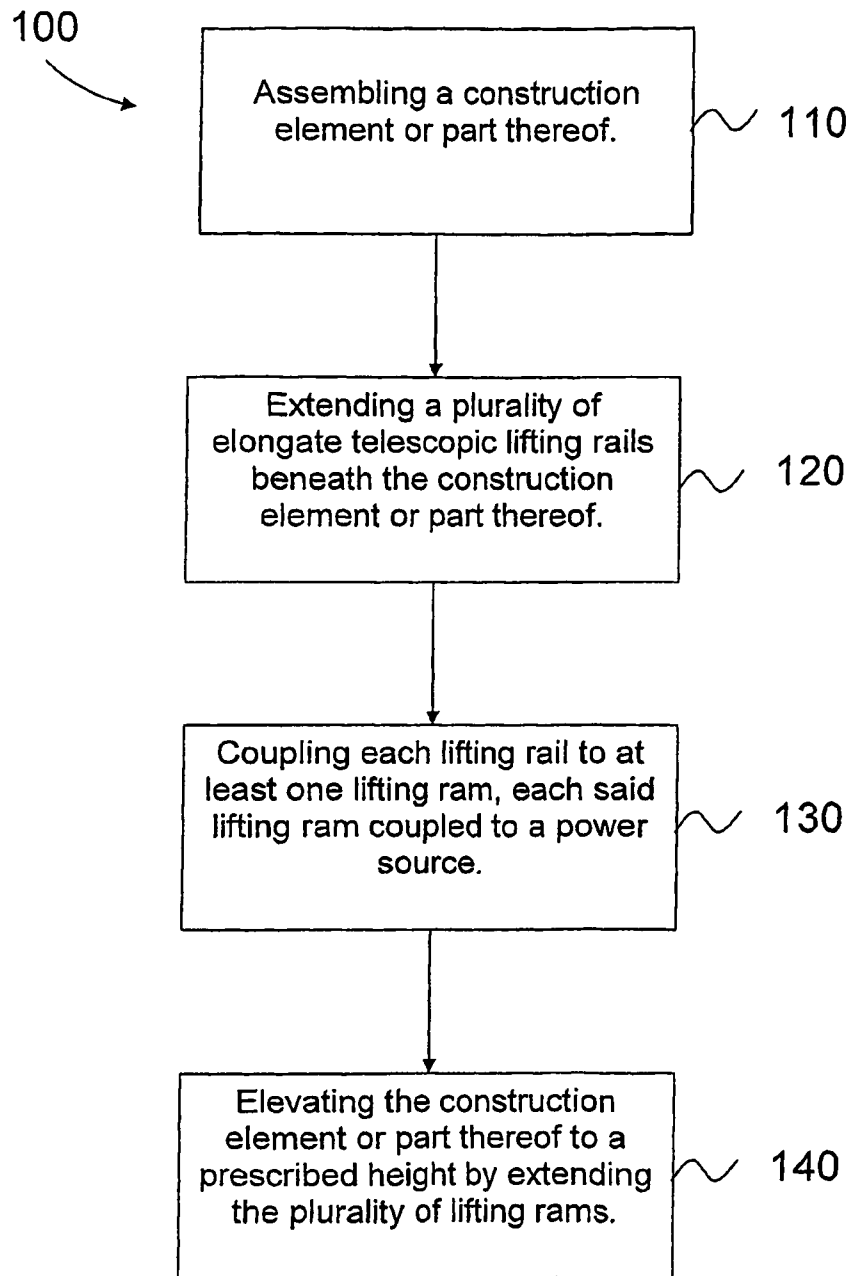 100
Assembling a construction
element or part thereof.
110
Extending a plurality of
elongate telescopic lifting rails
beneath the construction
element or part thereof.
120
Coupling each lifting rail to at
least one lifting ram, each said
lifting ram coupled to a power
source.
130
Elevating the construction
element or part thereof to a
prescribed height by extending
the plurality of lifting rams.
140